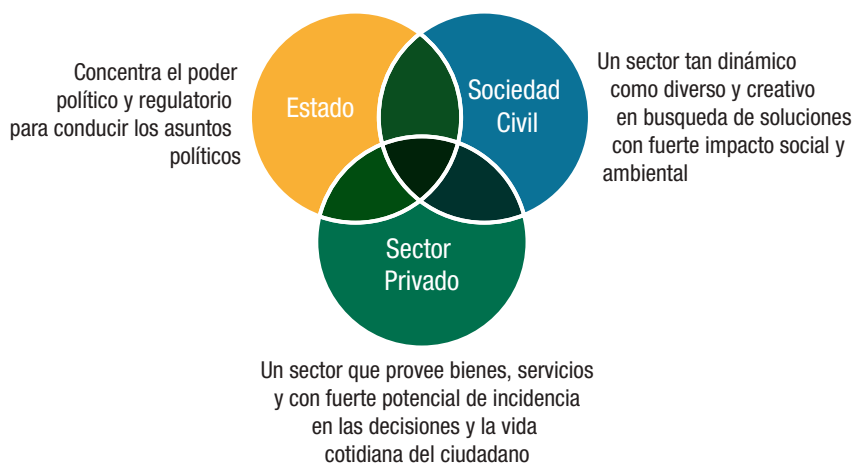 Concentra el poder
político y regulatorio
para conducir los asuntos
políticos
Estado
Sociedad
Civil
Un sector tan dinámico
como diverso y creativo
en busqueda de soluciones
con fuerte impacto social y
ambiental
Sector
Privado
Un sector que provee bienes, servicios
y con fuerte potencial de incidencia
en las decisiones y la vida
cotidiana del ciudadano